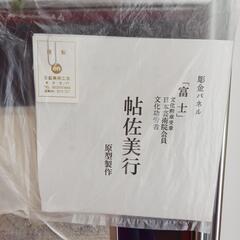 彫金パネル
「富士」
文化勲章受章
日本芸術院会員
文化功労者
帖佐美行
原型製作